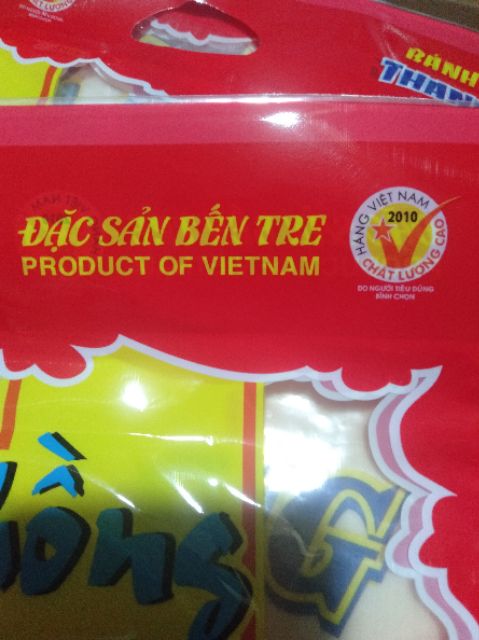 BÁNH
ĐẶC SẢN BẾN TRE
PRODUCT OF VIETNAM
HÀNG VIỆT NAM
2010
CHẤT LƯỢNG CAO
DO NGƯỜI TIÊU DÙNG
BÌNH CHỌN